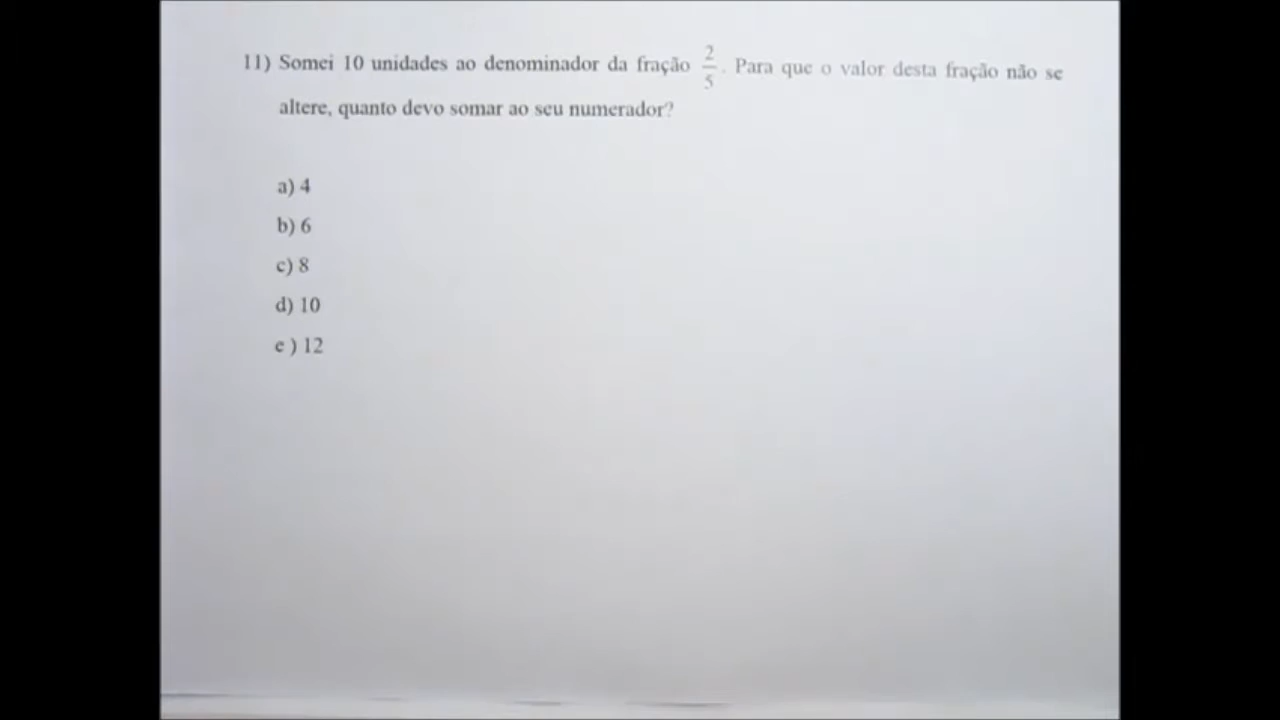 11) Somei 10 unidades ao denominador da fração 2/5. Para que o valor desta fração não se
altere, quanto devo somar ao seu numerador?
a) 4
b) 6
c) 8
d) 10
e ) 12